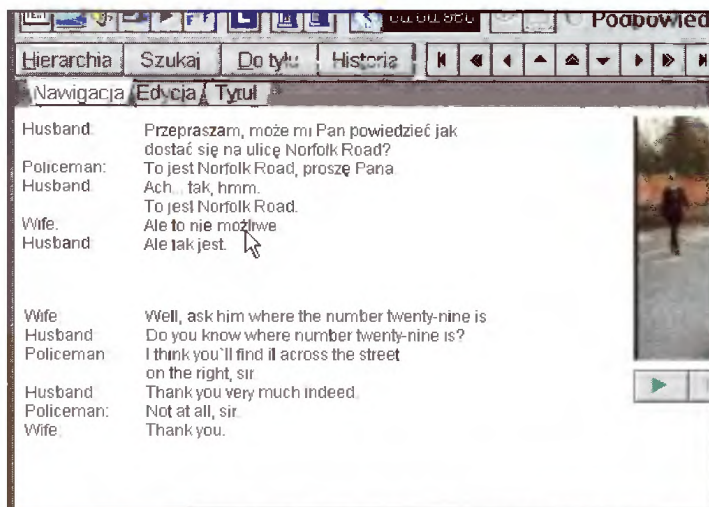 Podpowied
Hierarchia Szukaj Do tyłu Historia
Nawigacja Edycja Tytuł
Husband: Przepraszam, może mi Pan powiedzieć jak
dostać się na ulicę Norfolk Road?
Policeman: To jest Norfolk Road, proszę Pana.
Husband: Ach... tak, hmm.
To jest Norfolk Road.
Wife: Ale to nie możliwe
Husband: Ale tak jest.
Wife: Well, ask him where the number twenty-nine is
Husband: Do you know where number twenty-nine is?
Policeman: I think you`ll find it across the street
on the right, sir.
Husband: Thank you very much indeed.
Policeman: Not at all, sir.
Wife: Thank you.